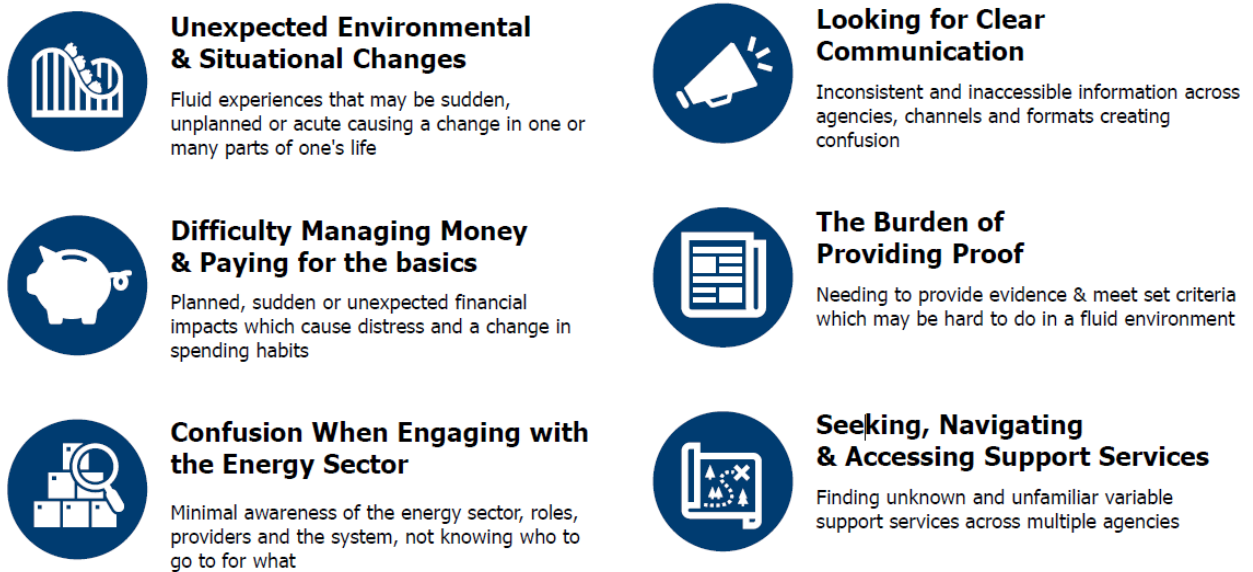 Unexpected Environmental
& Situational Changes
Fluid experiences that may be sudden,
unplanned or acute causing a change in one or
many parts of one's life
Looking for Clear
Communication
Inconsistent and inaccessible information across
agencies, channels and formats creating
confusion
Difficulty Managing Money
& Paying for the basics
Planned, sudden or unexpected financial
impacts which cause distress and a change in
spending habits
The Burden of
Providing Proof
Needing to provide evidence & meet set criteria
which may be hard to do in a fluid environment
Confusion When Engaging with
the Energy Sector
Minimal awareness of the energy sector, roles,
providers and the system, not knowing who to
go to for what
Seeking, Navigating
& Accessing Support Services
Finding unknown and unfamiliar variable
support services across multiple agencies